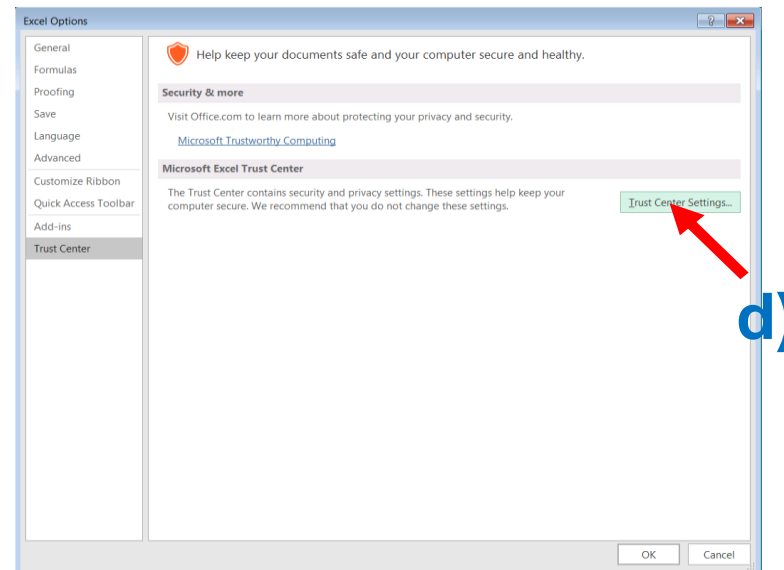 Excel Options
?
General
Formulas
Proofing
Save
Language
Advanced
Customize Ribbon
Quick Access Toolbar
Add-ins
Trust Center
Help keep your documents safe and your computer secure and healthy.
Security & more
Visit Office.com to learn more about protecting your privacy and security.
Microsoft Trustworthy Computing
Microsoft Excel Trust Center
The Trust Center contains security and privacy settings. These settings help keep your
computer secure. We recommend that you do not change these settings.
Trust Center Settings...
d)
OK
Cancel